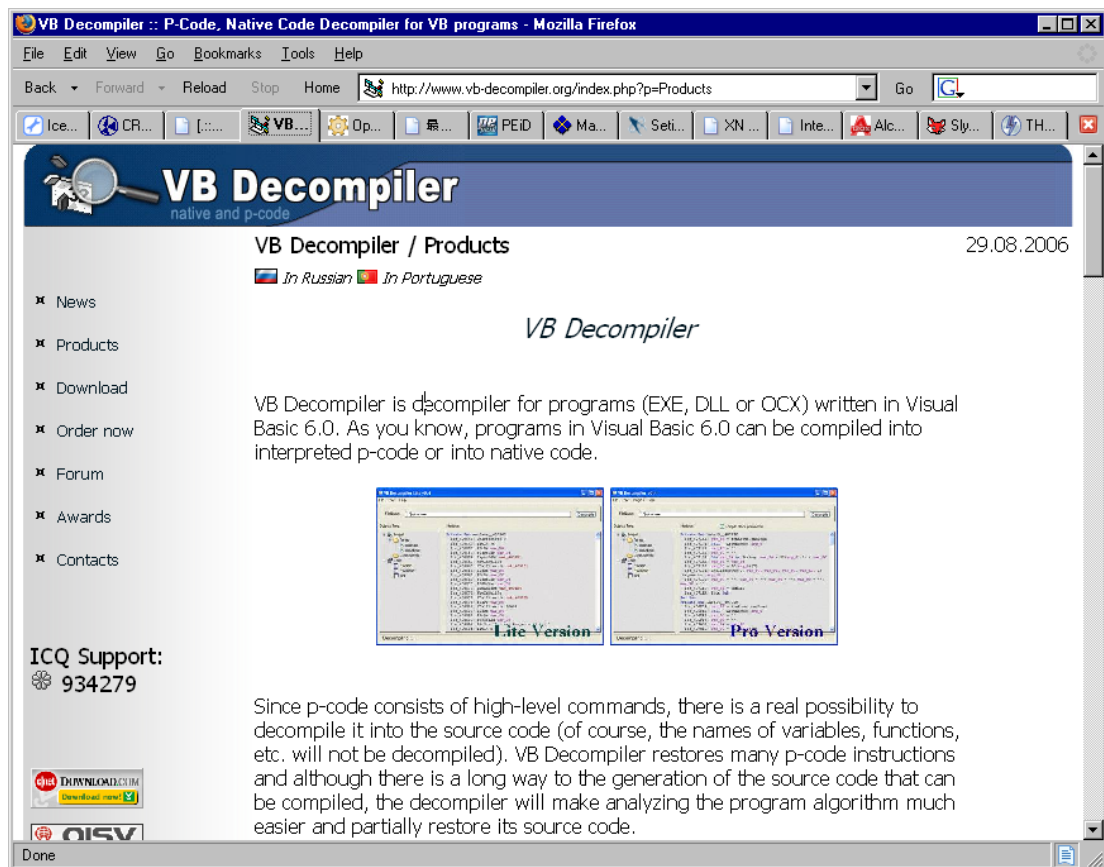 VB Decompiler :: P-Code, Native Code Decompiler for VB programs - Mozilla Firefox
File Edit View Go Bookmarks Tools Help
Back Forward Reload Stop Home http://www.vb-decompiler.org/index.php?p=Products Go G
Ice... CR... [.::... VB... Op... 最... PEiD Ma... Seti... XN ... Inte... Alc... Sly... TH...
VB Decompiler
native and p-code
VB Decompiler / Products 29.08.2006
In Russian In Portuguese
¤ News
¤ Products
¤ Download
¤ Order now
¤ Forum
¤ Awards
¤ Contacts
ICQ Support:
934279
cnet DOWNLOAD.COM
Download now!
QISV
VB Decompiler
VB Decompiler is decompiler for programs (EXE, DLL or OCX) written in Visual
Basic 6.0. As you know, programs in Visual Basic 6.0 can be compiled into
interpreted p-code or into native code.
Lite Version Pro Version
Since p-code consists of high-level commands, there is a real possibility to
decompile it into the source code (of course, the names of variables, functions,
etc. will not be decompiled). VB Decompiler restores many p-code instructions
and although there is a long way to the generation of the source code that can
be compiled, the decompiler will make analyzing the program algorithm much
easier and partially restore its source code.
Done